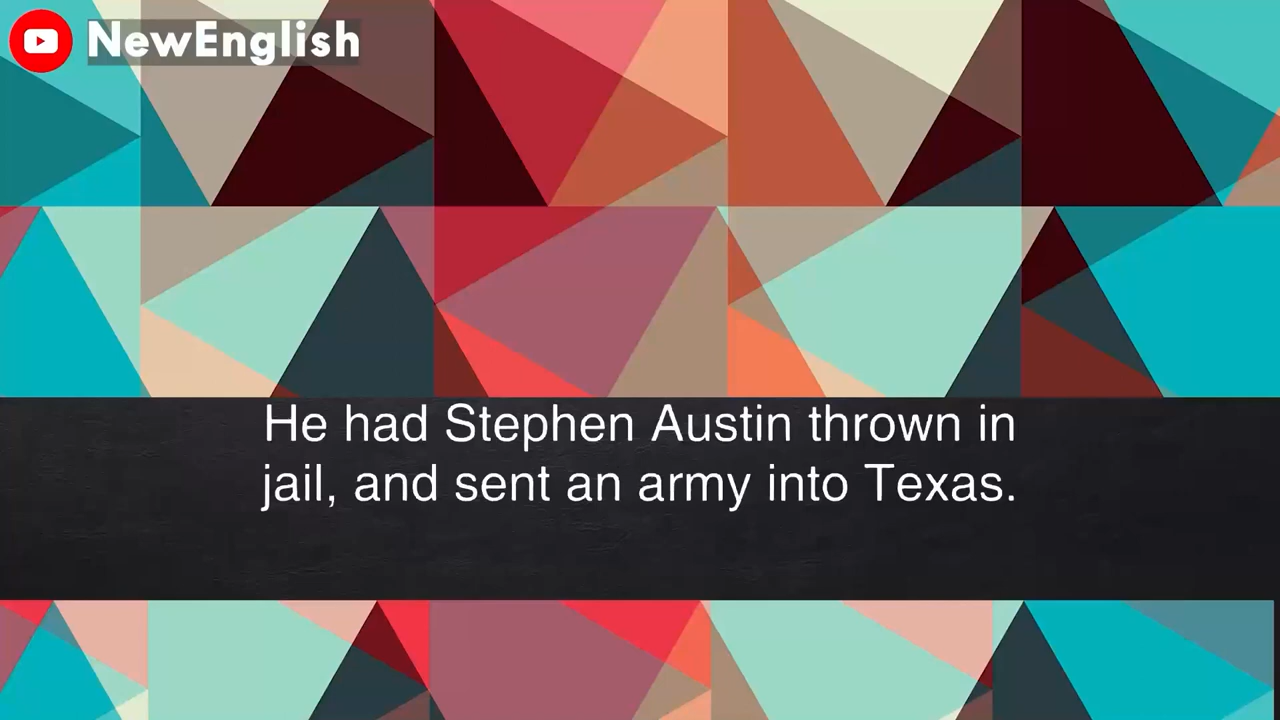 NewEnglish
He had Stephen Austin thrown in
jail, and sent an army into Texas.